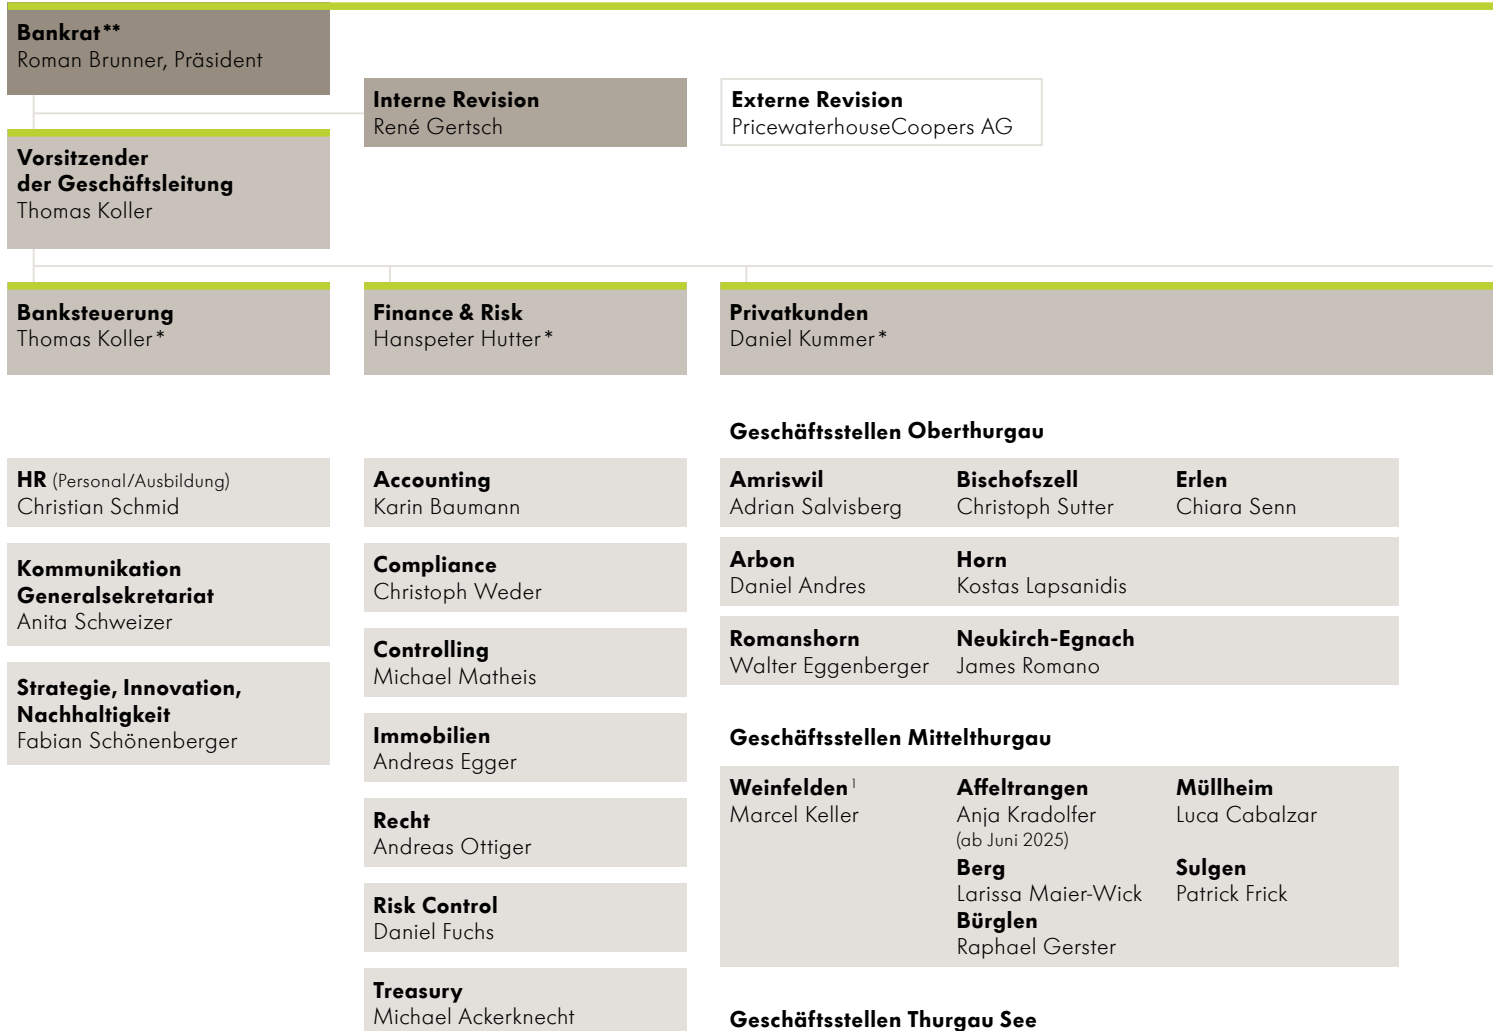 Bankrat**
Roman Brunner, Präsident
Interne Revision
René Gertsch
Externe Revision
PricewaterhouseCoopers AG
Vorsitzender
der Geschäftsleitung
Thomas Koller
Banksteuerung
Thomas Koller*
Finance & Risk
Hanspeter Hutter*
Privatkunden
Daniel Kummer*
HR (Personal/Ausbildung)
Christian Schmid
Kommunikation
Generalsekretariat
Anita Schweizer
Strategie, Innovation,
Nachhaltigkeit
Fabian Schönenberger
Accounting
Karin Baumann
Compliance
Christoph Weder
Controlling
Michael Matheis
Immobilien
Andreas Egger
Recht
Andreas Ottiger
Risk Control
Daniel Fuchs
Treasury
Michael Ackerknecht
Geschäftsstellen Oberthurgau
Amriswil
Adrian Salvisberg
Bischofszell
Christoph Sutter
Erlen
Chiara Senn
Arbon
Daniel Andres
Horn
Kostas Lapsanidis
Romanshorn
Walter Eggenberger
Neukirch-Egnach
James Romano
Geschäftsstellen Mittelthurgau
Weinfelden¹
Marcel Keller
Affeltrangen
Anja Kradolfer
(ab Juni 2025)
Berg
Larissa Maier-Wick
Bürglen
Raphael Gerster
Müllheim
Luca Cabalzar
Sulgen
Patrick Frick
Geschäftsstellen Thurgau See